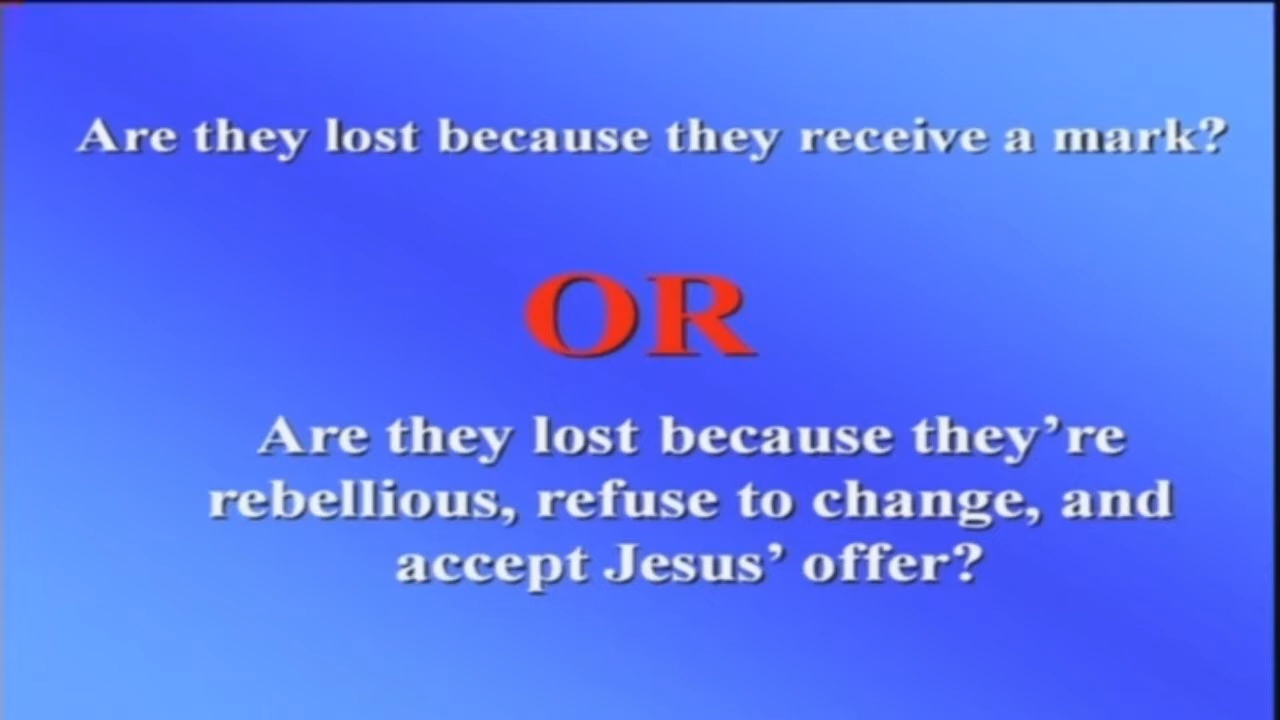 Are they lost because they receive a mark?
OR
Are they lost because they’re
rebellious, refuse to change, and
accept Jesus’ offer?